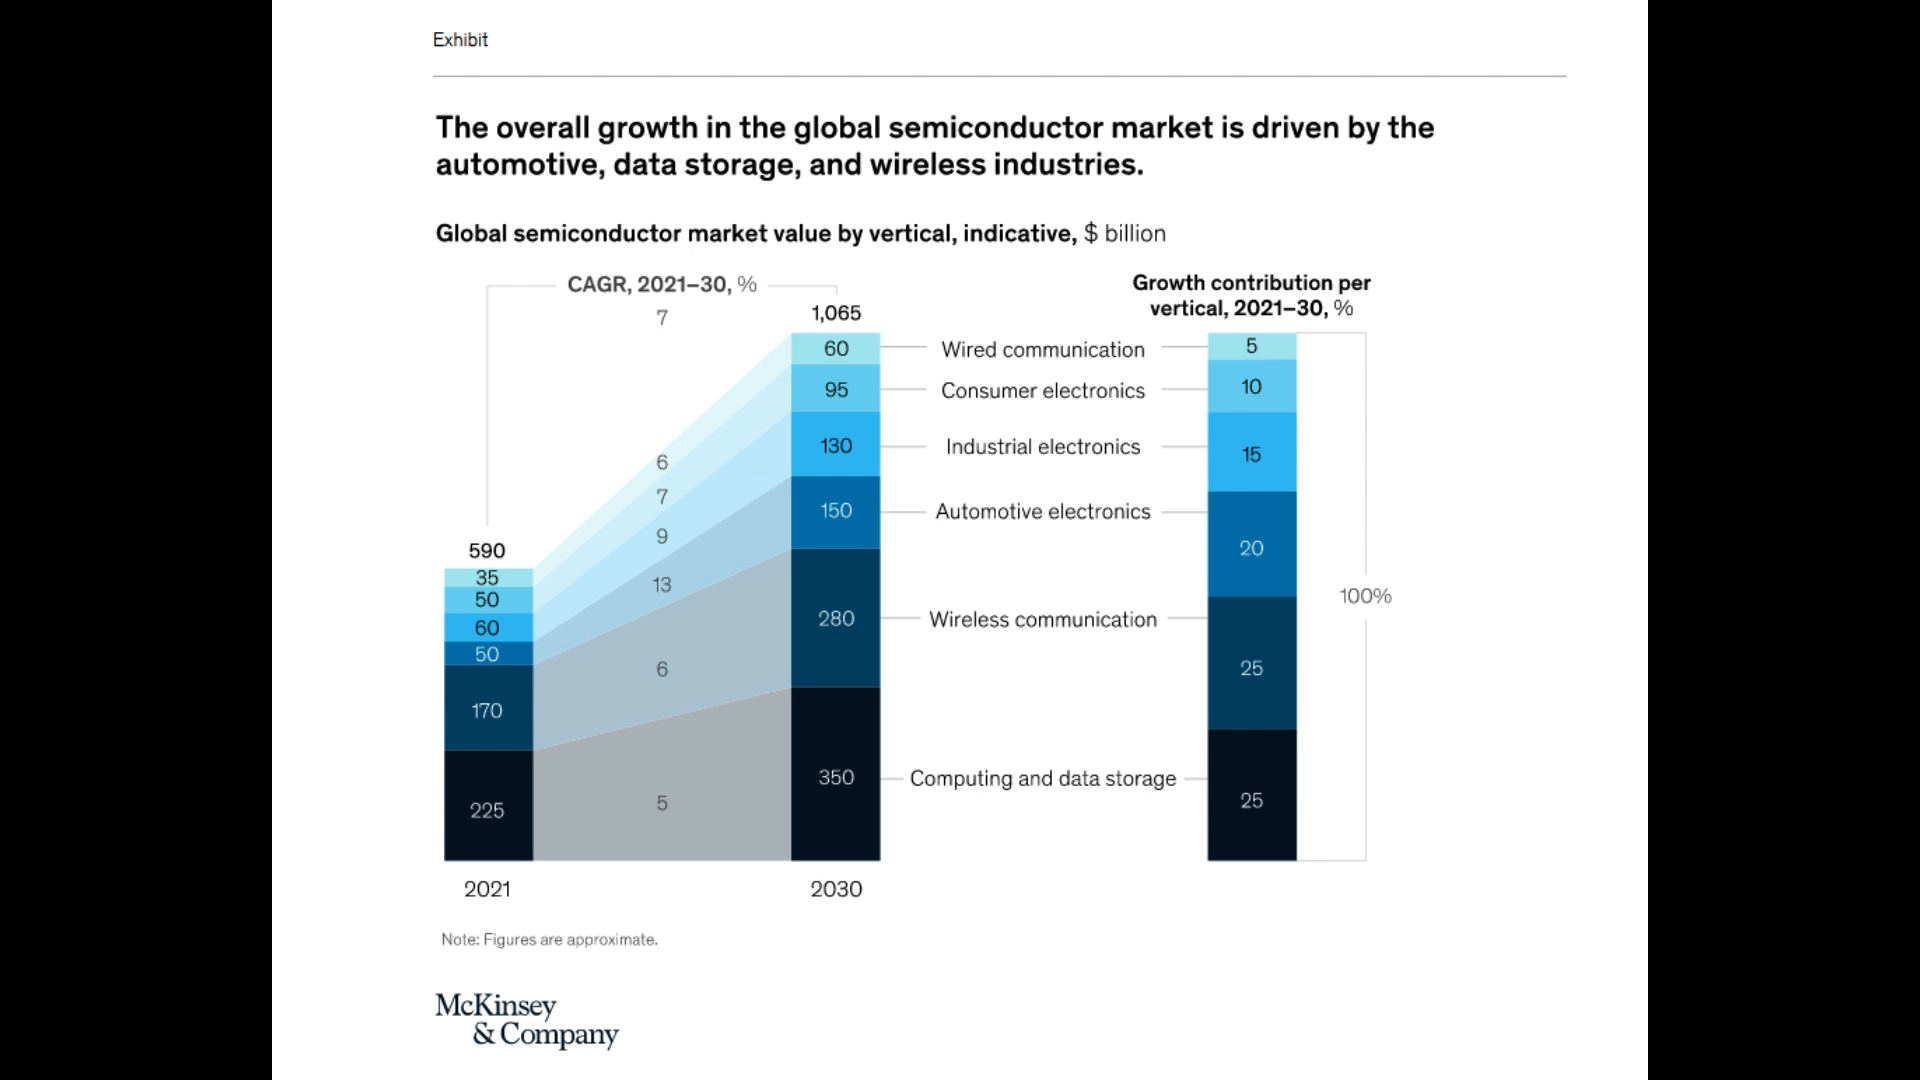 Exhibit
The overall growth in the global semiconductor market is driven by the
automotive, data storage, and wireless industries.
Global semiconductor market value by vertical, indicative, $ billion
CAGR, 2021–30, %
7
Growth contribution per
vertical, 2021–30, %
590
35
50
60
50
170
225
2021
6
7
9
13
6
5
1,065
60
95
130
150
280
350
2030
Wired communication
Consumer electronics
Industrial electronics
Automotive electronics
Wireless communication
Computing and data storage
5
10
15
20
25
25
100%
Note: Figures are approximate.
McKinsey
& Company